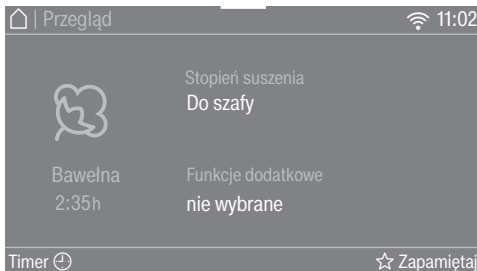 | Przegląd 11:02
Stopień suszenia
Do szafy
Bawełna
2:35h
Funkcje dodatkowe
nie wybrane
Timer Zapamiętaj